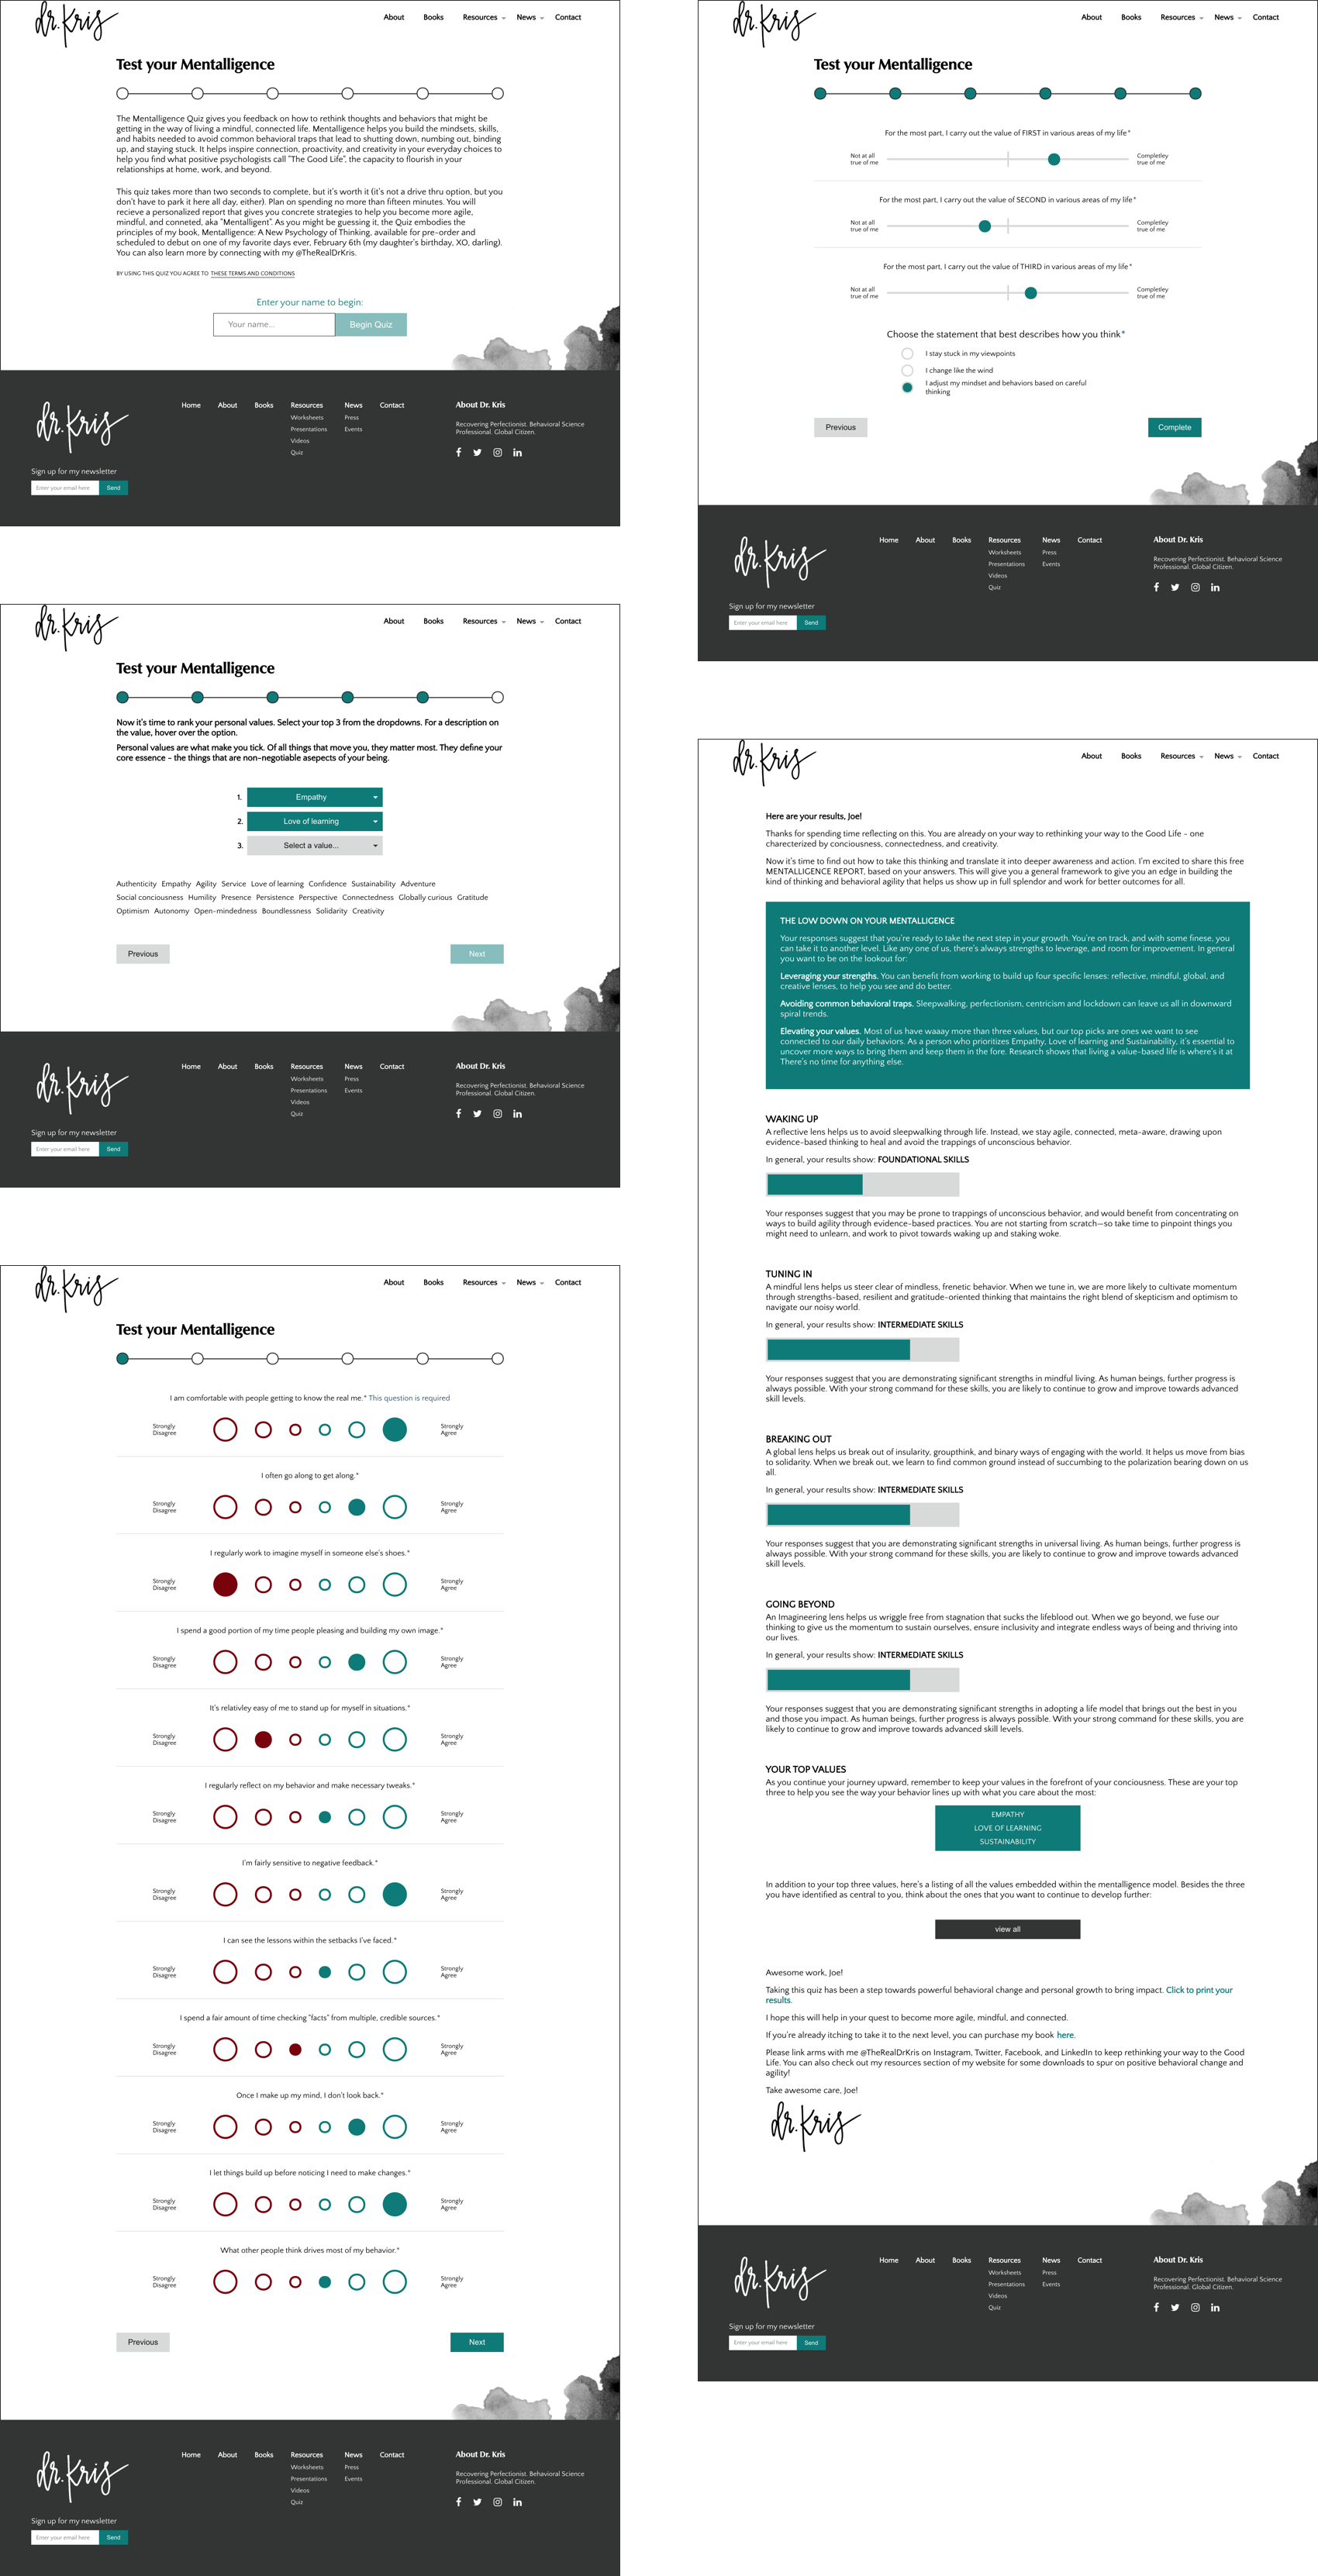 dr. Kris
About Books Resources News Contact
Test your Mentalligence
The Mentalligence Quiz gives you feedback on how to rethink thoughts and behaviors that might be
getting in the way of living a mindful, connected life. Mentalligence helps you build the mindsets, skills,
and habits needed to avoid common behavioral traps that lead to shutting down, numbing out, binding
up, and staying stuck. It helps inspire connection, proactivity, and creativity in your everyday choices to
help you find what positive psychologists call "The Good Life", the capacity to flourish in your
relationships at home, work, and beyond.
This quiz takes more than two seconds to complete, but it's worth it (it's not a drive thru option, but you
don't have to park it here all day, either). Plan on spending no more than fifteen minutes. You will
recieve a personalized report that gives you concrete strategies to help you become more agile,
mindful, and conneted, aka "Mentalligent". As you might be guessing it, the Quiz embodies the
principles of my book, Mentalligence: A New Psychology of Thinking, available for pre-order and
scheduled to debut on one of my favorite days ever, February 6th (my daughter's birthday, XO, darling).
You can also learn more by connecting with my @TheRealDrKris.
BY USING THIS QUIZ YOU AGREE TO THESE TERMS AND CONDITIONS
Enter your name to begin:
Your name... Begin Quiz
dr. Kris
Home About Books Resources News Contact
Worksheets Press
Presentations Events
Videos
Quiz
About Dr. Kris
Recovering Perfectionist. Behavioral Science
Professional. Global Citizen.
Sign up for my newsletter
Enter your email here Send
dr. Kris
About Books Resources News Contact
Test your Mentalligence
Now it's time to rank your personal values. Select your top 3 from the dropdowns. For a description on
the value, hover over the option.
Personal values are what make you tick. Of all things that move you, they matter most. They define your
core essence - the things that are non-negotiable asepects of your being.
1. Empathy
2. Love of learning
3. Select a value...
Authenticity Empathy Agility Service Love of learning Confidence Sustainability Adventure
Social conciousness Humility Presence Persistence Perspective Connectedness Globally curious Gratitude
Optimism Autonomy Open-mindedness Boundlessness Solidarity Creativity
Previous Next
dr. Kris
Home About Books Resources News Contact
Worksheets Press
Presentations Events
Videos
Quiz
About Dr. Kris
Recovering Perfectionist. Behavioral Science
Professional. Global Citizen.
Sign up for my newsletter
Enter your email here Send
dr. Kris
About Books Resources News Contact
Test your Mentalligence
I am comfortable with people getting to know the real me.* This question is required
Strongly
Disagree
Strongly
Agree
I often go along to get along.*
Strongly
Disagree
Strongly
Agree
I regularly work to imagine myself in someone else's shoes.*
Strongly
Disagree
Strongly
Agree
I spend a good portion of my time people pleasing and building my own image.*
Strongly
Disagree
Strongly
Agree
It's relativley easy of me to stand up for myself in situations.*
Strongly
Disagree
Strongly
Agree
I regularly reflect on my behavior and make necessary tweaks.*
Strongly
Disagree
Strongly
Agree
I'm fairly sensitive to negative feedback.*
Strongly
Disagree
Strongly
Agree
I can see the lessons within the setbacks I've faced.*
Strongly
Disagree
Strongly
Agree
I spend a fair amount of time checking "facts" from multiple, credible sources.*
Strongly
Disagree
Strongly
Agree
Once I make up my mind, I don't look back.*
Strongly
Disagree
Strongly
Agree
I let things build up before noticing I need to make changes.*
Strongly
Disagree
Strongly
Agree
What other people think drives most of my behavior.*
Strongly
Disagree
Strongly
Agree
Previous Next
dr. Kris
Home About Books Resources News Contact
Worksheets Press
Presentations Events
Videos
Quiz
About Dr. Kris
Recovering Perfectionist. Behavioral Science
Professional. Global Citizen.
Sign up for my newsletter
Enter your email here Send
dr. Kris
About Books Resources News Contact
Test your Mentalligence
For the most part, I carry out the value of FIRST in various areas of my life*
Not at all
true of me
Completley
true of me
For the most part, I carry out the value of SECOND in various areas of my life*
Not at all
true of me
Completley
true of me
For the most part, I carry out the value of THIRD in various areas of my life*
Not at all
true of me
Completley
true of me
Choose the statement that best describes how you think*
I stay stuck in my viewpoints
I change like the wind
I adjust my mindset and behaviors based on careful
thinking
Previous Complete
dr. Kris
Home About Books Resources News Contact
Worksheets Press
Presentations Events
Videos
Quiz
About Dr. Kris
Recovering Perfectionist. Behavioral Science
Professional. Global Citizen.
Sign up for my newsletter
Enter your email here Send
dr. Kris
About Books Resources News Contact
Here are your results, Joe!
Thanks for spending time reflecting on this. You are already on your way to rethinking your way to the Good Life - one
charecterized by conciousness, connectedness, and creativity.
Now it's time to find out how to take this thinking and translate it into deeper awareness and action. I'm excited to share this free
MENTALLIGENCE REPORT, based on your answers. This will give you a general framework to give you an edge in building the
kind of thinking and behavioral agility that helps us show up in full splendor and work for better outcomes for all.
THE LOW DOWN ON YOUR MENTALLIGENCE
Your responses suggest that you're ready to take the next step in your growth. You're on track, and with some finese, you
can take it to another level. Like any one of us, there's always strengths to leverage, and room for improvement. In general
you want to be on the lookout for:
Leveraging your strengths. You can benefit from working to build up four specific lenses: reflective, mindful, global, and
creative lenses, to help you see and do better.
Avoiding common behavioral traps. Sleepwalking, perfectionism, centricism and lockdown can leave us all in downward
spiral trends.
Elevating your values. Most of us have waaay more than three values, but our top picks are ones we want to see
connected to our daily behaviors. As a person who prioritizes Empathy, Love of learning and Sustainability, it's essential to
uncover more ways to bring them and keep them in the fore. Research shows that living a value-based life is where's it at
There's no time for anything else.
WAKING UP
A reflective lens helps us to avoid sleepwalking through life. Instead, we stay agile, connected, meta-aware, drawing upon
evidence-based thinking to heal and avoid the trappings of unconscious behavior.
In general, your results show: FOUNDATIONAL SKILLS
Your responses suggest that you may be prone to trappings of unconscious behavior, and would benefit from concentrating on
ways to build agility through evidence-based practices. You are not starting from scratch—so take time to pinpoint things you
might need to unlearn, and work to pivot towards waking up and staking woke.
TUNING IN
A mindful lens helps us steer clear of mindless, frenetic behavior. When we tune in, we are more likely to cultivate momentum
through strengths-based, resilient and gratitude-oriented thinking that maintains the right blend of skepticism and optimism to
navigate our noisy world.
In general, your results show: INTERMEDIATE SKILLS
Your responses suggest that you are demonstrating significant strengths in mindful living. As human beings, further progress is
always possible. With your strong command for these skills, you are likely to continue to grow and improve towards advanced
skill levels.
BREAKING OUT
A global lens helps us break out of insularity, groupthink, and binary ways of engaging with the world. It helps us move from bias
to solidarity. When we break out, we learn to find common ground instead of succumbing to the polarization bearing down on us
all.
In general, your results show: INTERMEDIATE SKILLS
Your responses suggest that you are demonstrating significant strengths in universal living. As human beings, further progress is
always possible. With your strong command for these skills, you are likely to continue to grow and improve towards advanced
skill levels.
GOING BEYOND
An Imagineering lens helps us wriggle free from stagnation that sucks the lifeblood out. When we go beyond, we fuse our
thinking to give us the momentum to sustain ourselves, ensure inclusivity and integrate endless ways of being and thriving into
our lives.
In general, your results show: INTERMEDIATE SKILLS
Your responses suggest that you are demonstrating significant strengths in adopting a life model that brings out the best in you
and those you impact. As human beings, further progress is always possible. With your strong command for these skills, you are
likely to continue to grow and improve towards advanced skill levels.
YOUR TOP VALUES
As you continue your journey upward, remember to keep your values in the forefront of your conciousness. These are your top
three to help you see the way your behavior lines up with what you care about the most:
EMPATHY
LOVE OF LEARNING
SUSTAINABILITY
In addition to your top three values, here's a listing of all the values embedded within the mentalligence model. Besides the three
you have identified as central to you, think about the ones that you want to continue to develop further:
view all
Awesome work, Joe!
Taking this quiz has been a step towards powerful behavioral change and personal growth to bring impact. Click to print your
results.
I hope this will help in your quest to become more agile, mindful, and connected.
If you're already itching to take it to the next level, you can purchase my book here.
Please link arms with me @TheRealDrKris on Instagram, Twitter, Facebook, and LinkedIn to keep rethinking your way to the Good
Life. You can also check out my resources section of my website for some downloads to spur on positive behavioral change and
agility!
Take awesome care, Joe!
dr. Kris
dr. Kris
Home About Books Resources News Contact
Worksheets Press
Presentations Events
Videos
Quiz
About Dr. Kris
Recovering Perfectionist. Behavioral Science
Professional. Global Citizen.
Sign up for my newsletter
Enter your email here Send